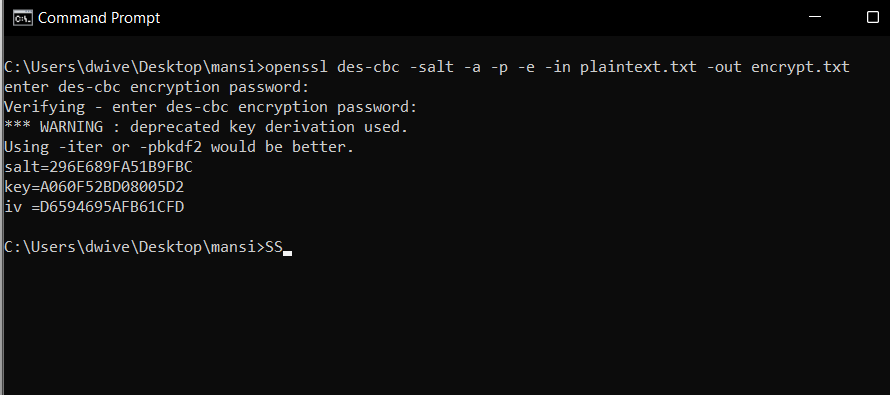 Command Prompt
C:\Users\dwive\Desktop\mansi>openssl des-cbc -salt -a -p -e -in plaintext.txt -out encrypt.txt
enter des-cbc encryption password:
Verifying - enter des-cbc encryption password:
*** WARNING : deprecated key derivation used.
Using -iter or -pbkdf2 would be better.
salt=296E689FA51B9FBC
key=A060F52BD08005D2
iv =D6594695AFB61CFD
C:\Users\dwive\Desktop\mansi>SS